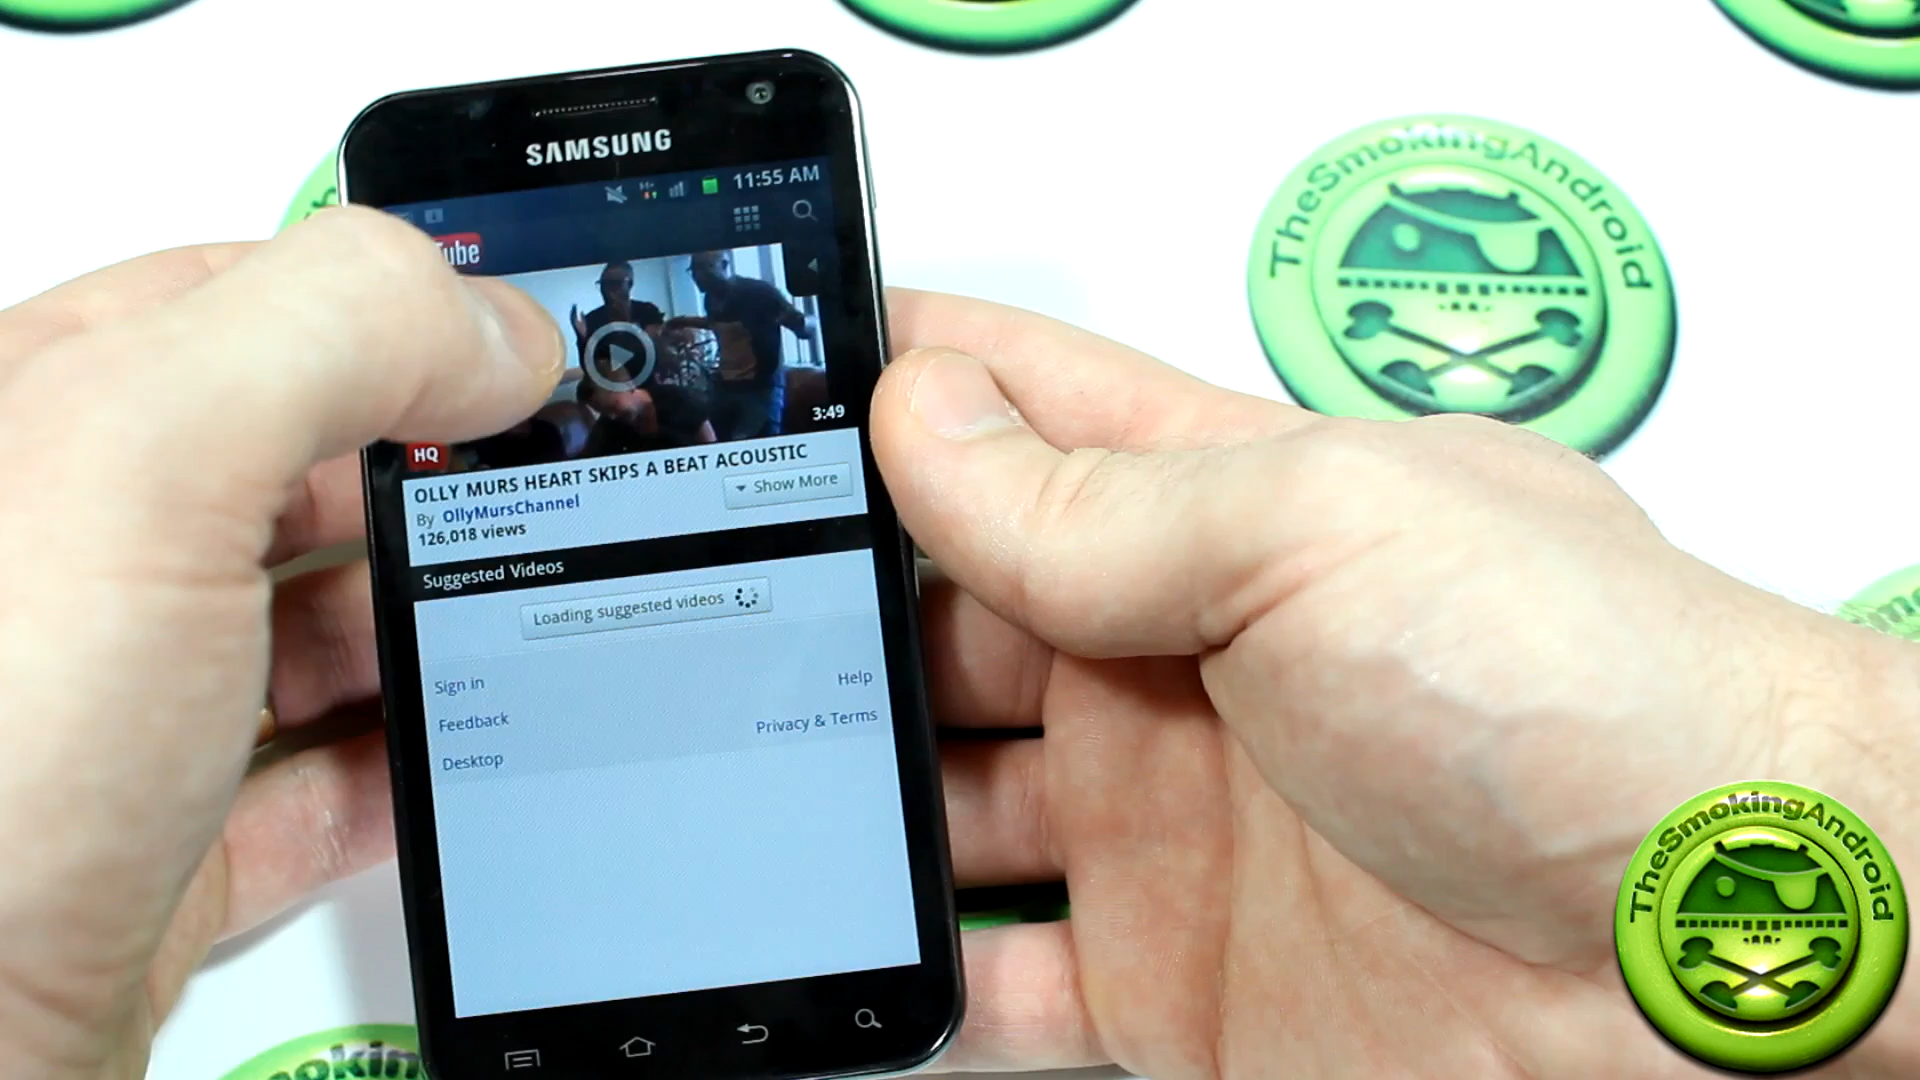 SAMSUNG
H+
11:55 AM
Tube
3:49
HQ
OLLY MURS HEART SKIPS A BEAT ACOUSTIC
By OllyMursChannel
Show More
126,018 views
Suggested Videos
Loading suggested videos
Sign in
Help
Feedback
Privacy & Terms
Desktop
TheSmokingAndroid
TheSmokingAndroid